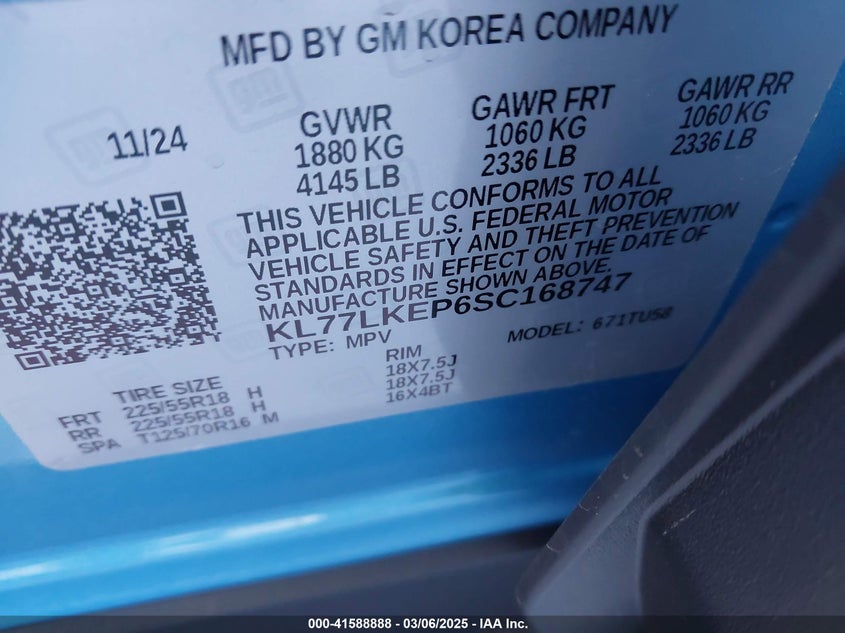 MFD BY GM KOREA COMPANY
11/24
GVWR
1880 KG
4145 LB
GAWR FRT
1060 KG
2336 LB
GAWR RR
1060 KG
2336 LB
THIS VEHICLE CONFORMS TO ALL
APPLICABLE U.S. FEDERAL MOTOR
VEHICLE SAFETY AND THEFT PREVENTION
STANDARDS IN EFFECT ON THE DATE OF
MANUFACTURE SHOWN ABOVE.
KL77LKEP6SC168747
TYPE: MPV
MODEL: 671TU58
TIRE SIZE
RIM
FRT 225/55R18 H 18X7.5J
RR 225/55R18 H 18X7.5J
SPA T125/70R16 M 16X4BT
000-41588888 - 03/06/2025 - IAA, Inc.